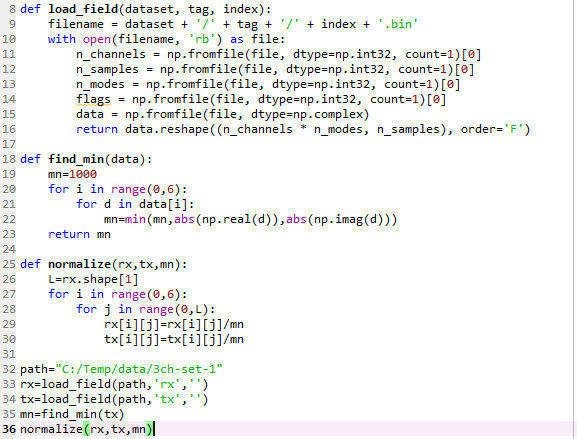 8 def load_field(dataset, tag, index):
9     filename = dataset + '/' + tag + '/' + index + '.bin'
10     with open(filename, 'rb') as file:
11         n_channels = np.fromfile(file, dtype=np.int32, count=1)[0]
12         n_samples = np.fromfile(file, dtype=np.int32, count=1)[0]
13         n_modes = np.fromfile(file, dtype=np.int32, count=1)[0]
14         flags = np.fromfile(file, dtype=np.int32, count=1)[0]
15         data = np.fromfile(file, dtype=np.complex)
16         return data.reshape((n_channels * n_modes, n_samples), order='F')
17
18 def find_min(data):
19     mn=1000
20     for i in range(0,6):
21         for d in data[i]:
22             mn=min(mn,abs(np.real(d)),abs(np.imag(d)))
23     return mn
24
25 def normalize(rx,tx,mn):
26     L=rx.shape[1]
27     for i in range(0,6):
28         for j in range(0,L):
29             rx[i][j]=rx[i][j]/mn
30             tx[i][j]=tx[i][j]/mn
31
32 path="C:/Temp/data/3ch-set-1"
33 rx=load_field(path,'rx','')
34 tx=load_field(path,'tx','')
35 mn=find_min(tx)
36 normalize(rx,tx,mn)